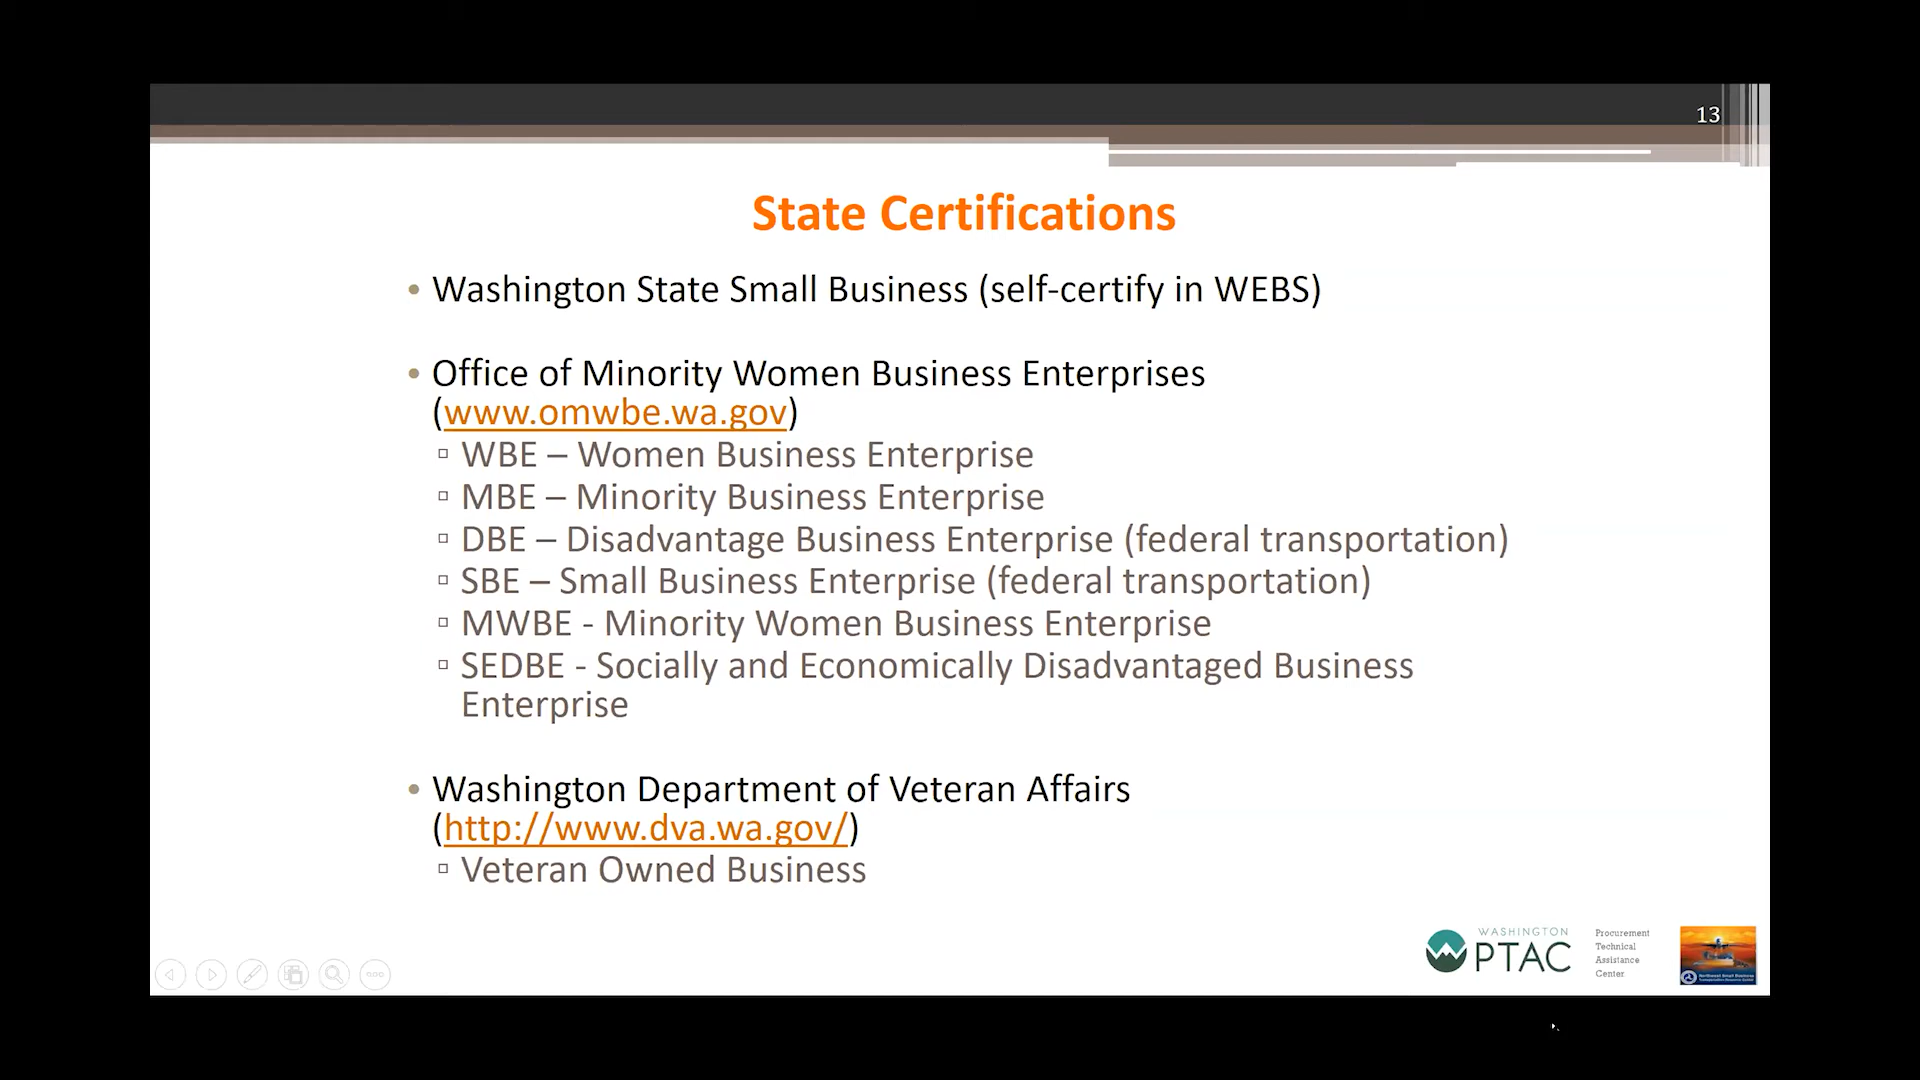 13
State Certifications
• Washington State Small Business (self-certify in WEBS)
• Office of Minority Women Business Enterprises
(www.omwbe.wa.gov)
▫ WBE – Women Business Enterprise
▫ MBE – Minority Business Enterprise
▫ DBE – Disadvantage Business Enterprise (federal transportation)
▫ SBE – Small Business Enterprise (federal transportation)
▫ MWBE - Minority Women Business Enterprise
▫ SEDBE - Socially and Economically Disadvantaged Business
Enterprise
• Washington Department of Veteran Affairs
(http://www.dva.wa.gov/)
▫ Veteran Owned Business
WASHINGTON
PTAC
Procurement
Technical
Assistance
Center
Northwest Small Business